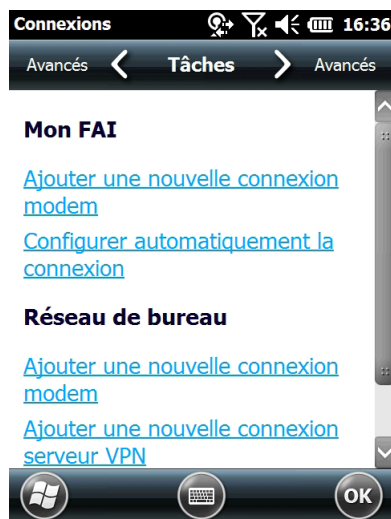 Connexions 16:36
Avancés Tâches Avancés
Mon FAI
Ajouter une nouvelle connexion
modem
Configurer automatiquement la
connexion
Réseau de bureau
Ajouter une nouvelle connexion
modem
Ajouter une nouvelle connexion
serveur VPN
OK